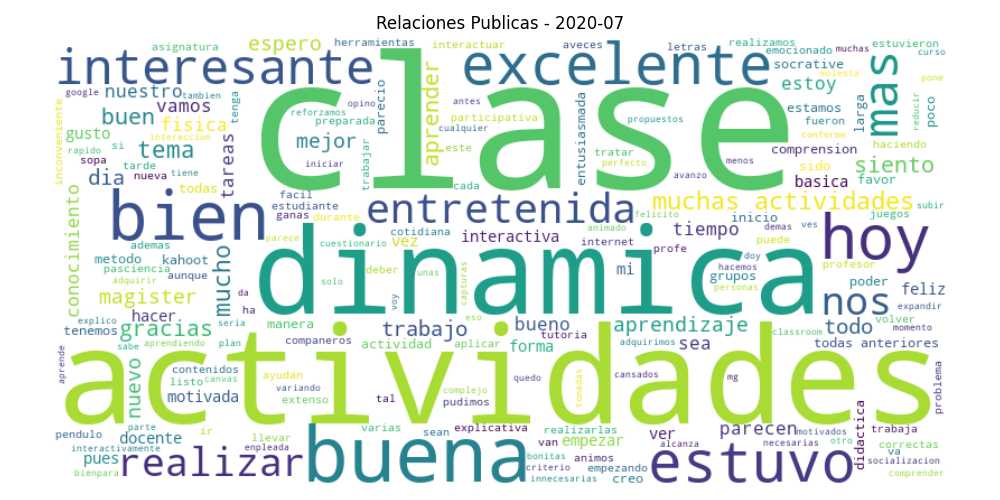 Relaciones Publicas - 2020-07
asignatura espero herramientas interactuar aveces letras realizamos emocionado muchas estuvieron
interesante clase excelente socrative curso
google nuestro tambien tenga parecio aprender antes participativa entusiasmada estoy molesta mas pone
inconveniente vamos reforzamos opino preparada cualquier propuestos estamos larga reducir poco
buen fisica interaccion mejor fueron conforme
gusto si tema tareas iniciar trabajar este tratar perfecto menos comprension haciendo
rapido sopa nueva tiene tarde cada avanzo sido siento
dia todas facil estudiante basica favor
conocimiento bien ganas durante entretenida felicito muchas actividades juegos subir
ademas parece cotidiana vez interactiva animado internet tiempo inicio demas ves hoy
metodo kahoot cuestionario profe puede profesor
pasciencia aunque mucho dinamica solo deber unas capturas mi grupos hacemos doy personas poder feliz
adquirir magister da voy nos expandir
hacer ha eso
tenemos explico gracias seria manera trabajo bueno tutoria aprendizaje classroom todo volver momento
sabe aprendiendo plan companeros actividad aplicar forma adquirimos sea todas anteriores
aprende nuevo contenidos actividades ayudan quedo cansados mg problema
listo canvas variando complejo tomadas
motivada extenso tal pudimos
pendulo parte ir llevar varias sean explicativa realizarlas ver parecen motivados otro didactica trabaja
interactivamente docente empleada buena van bonitas empezar alcanza necesarias va correctas
pues realizar animos criterio empezando estuvo socializacion
bienpara innecesarias creo comprender